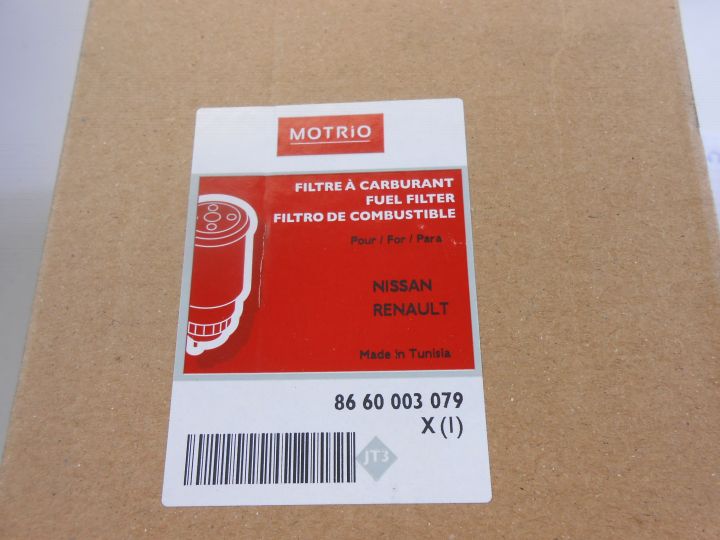 MOTRiO
FILTRE À CARBURANT
FUEL FILTER
FILTRO DE COMBUSTIBLE
Pour / For / Para
NISSAN
RENAULT
Made in Tunisia
86 60 003 079
X (1)
JT3